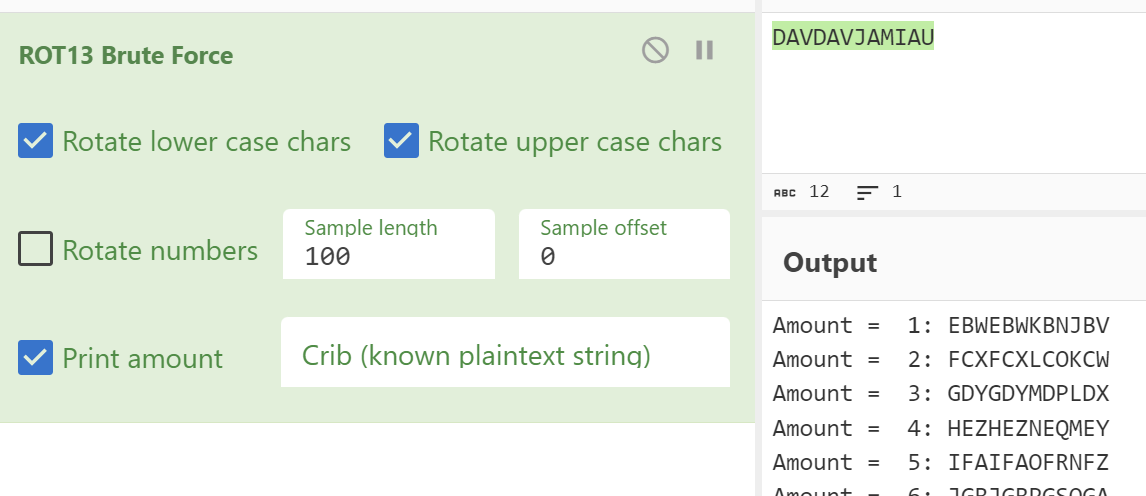 ROT13 Brute Force
Rotate lower case chars
Rotate upper case chars
Rotate numbers
Sample length
100
Sample offset
0
Print amount
Crib (known plaintext string)
DAVDAVJAMIAU
ABC 12 1
Output
Amount =  1: EBWEBWKBNJBV
Amount =  2: FCXFCXLCOKCW
Amount =  3: GDYGDYMDPLDX
Amount =  4: HEZHEZNEQMEY
Amount =  5: IFAIFAOFRNFZ
Amount =  6: JGBJGBPGSOGA